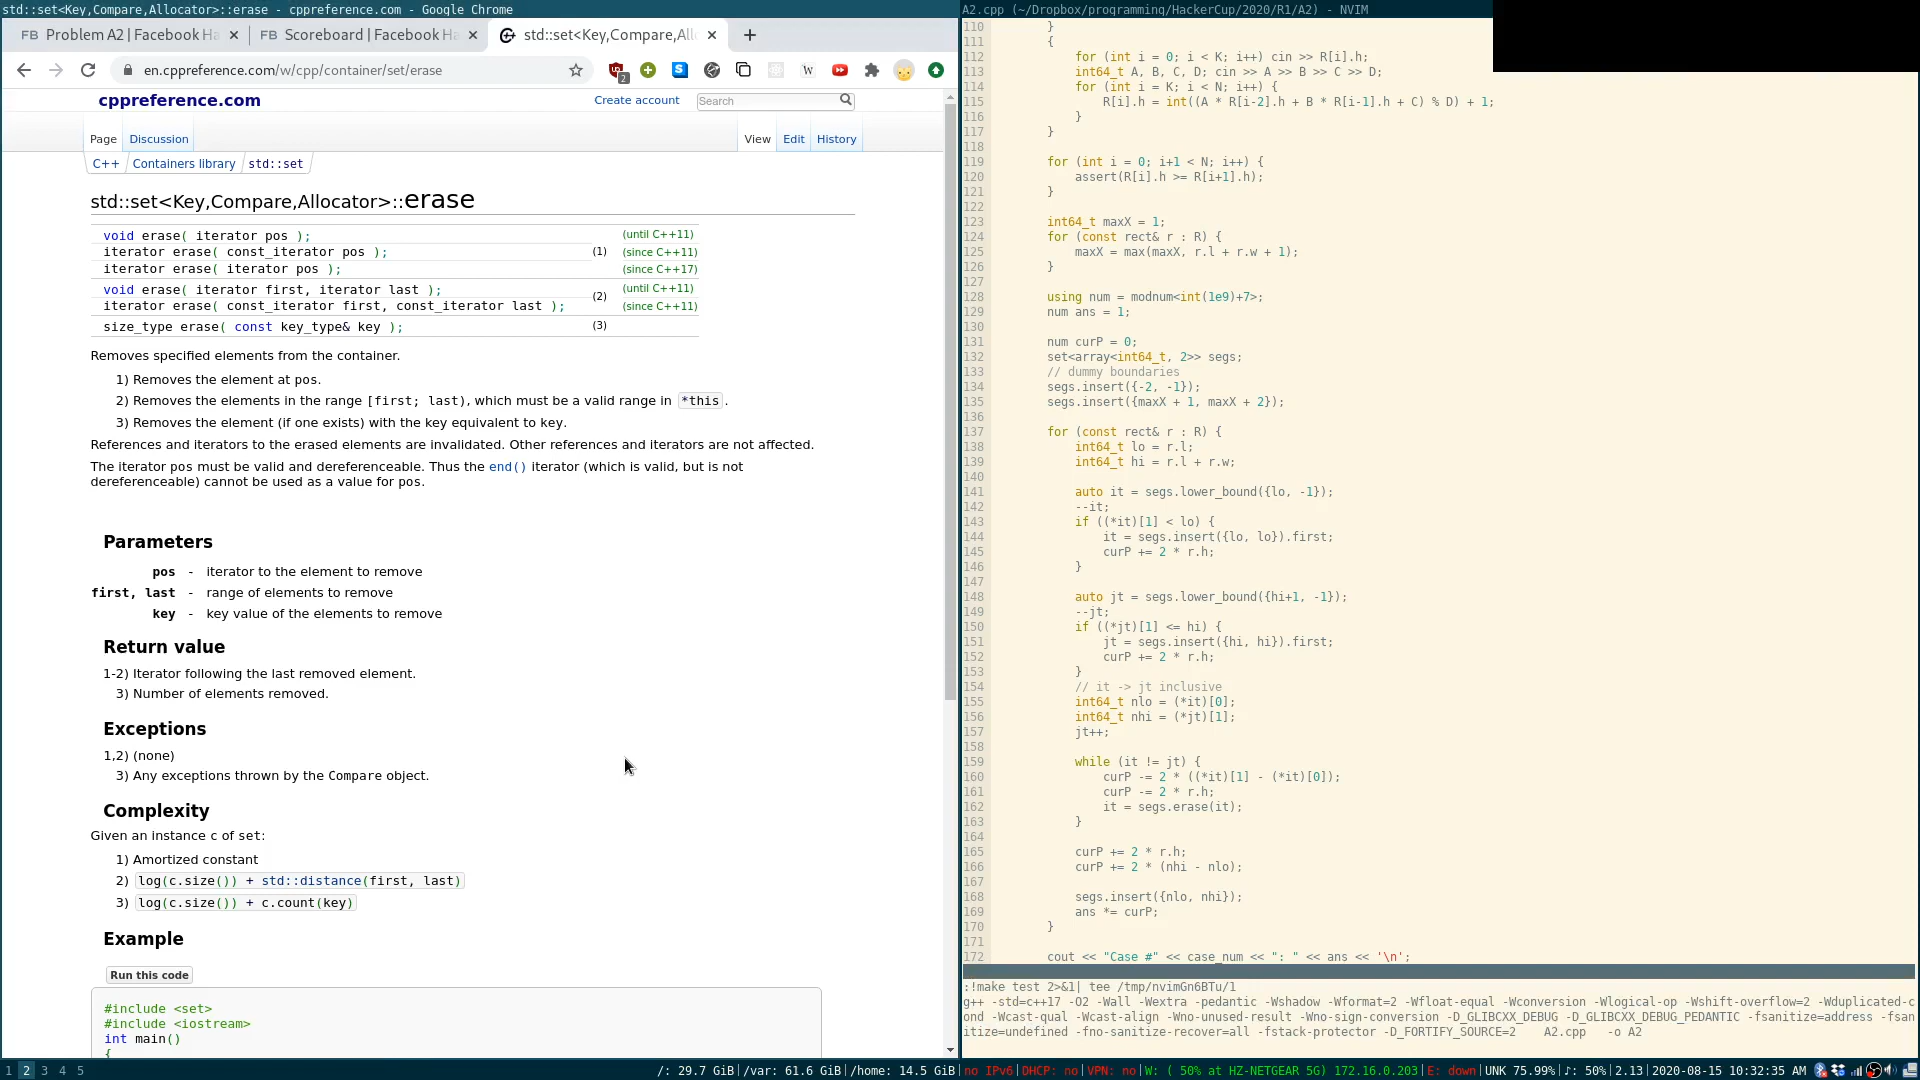 std::set<Key,Compare,Allocator>::erase - cppreference.com - Google Chrome
FB Problem A2 | Facebook Ha
FB Scoreboard | Facebook H
std::set<Key,Compare,Allo
en.cppreference.com/w/cpp/container/set/erase
2
cppreference.com
Create account
Search
Page Discussion
View Edit History
C++ Containers library std::set
std::set<Key,Compare,Allocator>::erase
void erase( iterator pos ); (until C++11)
iterator erase( const_iterator pos ); (1) (since C++11)
iterator erase( iterator pos ); (since C++17)
void erase( iterator first, iterator last ); (until C++11)
(2)
iterator erase( const_iterator first, const_iterator last ); (since C++11)
size_type erase( const key_type& key ); (3)
Removes specified elements from the container.
1) Removes the element at pos.
2) Removes the elements in the range [first; last), which must be a valid range in *this.
3) Removes the element (if one exists) with the key equivalent to key.
References and iterators to the erased elements are invalidated. Other references and iterators are not affected.
The iterator pos must be valid and dereferenceable. Thus the end() iterator (which is valid, but is not
dereferenceable) cannot be used as a value for pos.
Parameters
pos - iterator to the element to remove
first, last - range of elements to remove
key - key value of the elements to remove
Return value
1-2) Iterator following the last removed element.
3) Number of elements removed.
Exceptions
1,2) (none)
3) Any exceptions thrown by the Compare object.
Complexity
Given an instance c of set:
1) Amortized constant
2) log(c.size()) + std::distance(first, last)
3) log(c.size()) + c.count(key)
Example
Run this code
#include <set>
#include <iostream>
int main()
{
A2.cpp (~/Dropbox/programming/HackerCup/2020/R1/A2) - NVIM
110 }
111 {
112 for (int i = 0; i < K; i++) cin >> R[i].h;
113 int64_t A, B, C, D; cin >> A >> B >> C >> D;
114 for (int i = K; i < N; i++) {
115 R[i].h = int((A * R[i-2].h + B * R[i-1].h + C) % D) + 1;
116 }
117 }
118
119 for (int i = 0; i+1 < N; i++) {
120 assert(R[i].h >= R[i+1].h);
121 }
122
123 int64_t maxX = 1;
124 for (const rect& r : R) {
125 maxX = max(maxX, r.l + r.w + 1);
126 }
127
128 using num = modnum<int(1e9)+7>;
129 num ans = 1;
130
131 num curP = 0;
132 set<array<int64_t, 2>> segs;
133 // dummy boundaries
134 segs.insert({-2, -1});
135 segs.insert({maxX + 1, maxX + 2});
136
137 for (const rect& r : R) {
138 int64_t lo = r.l;
139 int64_t hi = r.l + r.w;
140
141 auto it = segs.lower_bound({lo, -1});
142 --it;
143 if ((*it)[1] < lo) {
144 it = segs.insert({lo, lo}).first;
145 curP += 2 * r.h;
146 }
147
148 auto jt = segs.lower_bound({hi+1, -1});
149 --jt;
150 if ((*jt)[1] <= hi) {
151 jt = segs.insert({hi, hi}).first;
152 curP += 2 * r.h;
153 }
154 // it -> jt inclusive
155 int64_t nlo = (*it)[0];
156 int64_t nhi = (*jt)[1];
157 jt++;
158
159 while (it != jt) {
160 curP -= 2 * ((*it)[1] - (*it)[0]);
161 curP -= 2 * r.h;
162 it = segs.erase(it);
163 }
164
165 curP += 2 * r.h;
166 curP += 2 * (nhi - nlo);
167
168 segs.insert({nlo, nhi});
169 ans *= curP;
170 }
171
172 cout << "Case #" << case_num << ": " << ans << '\n';
:!make test 2>&1| tee /tmp/nvimGn6BTu/1
g++ -std=c++17 -O2 -Wall -Wextra -pedantic -Wshadow -Wformat=2 -Wfloat-equal -Wconversion -Wlogical-op -Wshift-overflow=2 -Wduplicated-c
ond -Wcast-qual -Wcast-align -Wno-unused-result -Wno-sign-conversion -D_GLIBCXX_DEBUG -D_GLIBCXX_DEBUG_PEDANTIC -fsanitize=address -fsan
itize=undefined -fno-sanitize-recover=all -fstack-protector -D_FORTIFY_SOURCE=2 A2.cpp -o A2
1 2 3 4 5
/: 29.7 GiB|/var: 61.6 GiB|/home: 14.5 GiB|no IPv6|DHCP: no|VPN: no|W: ( 50% at HZ-NETGEAR 5G) 172.16.0.203|E: down|UNK 75.99%|♪: 50%|2.13|2020-08-15 10:32:35 AM